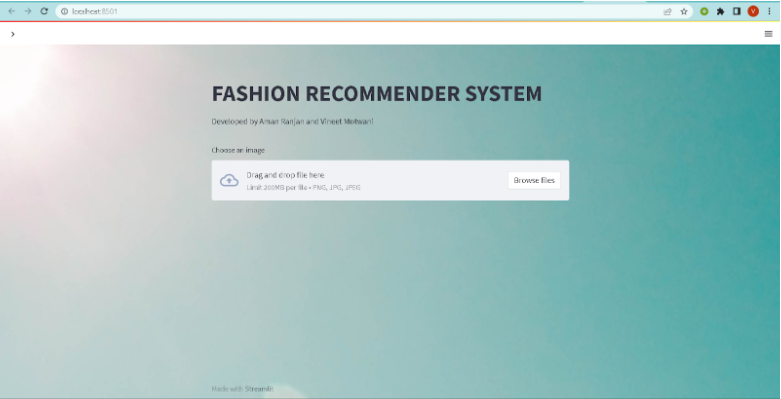 localhost:8501
V
FASHION RECOMMENDER SYSTEM
Developed by Aman Ranjan and Vineet Motwani
Choose an image
Drag and drop file here
Limit 200MB per file • PNG, JPG, JPEG
Browse files
Made with Streamlit